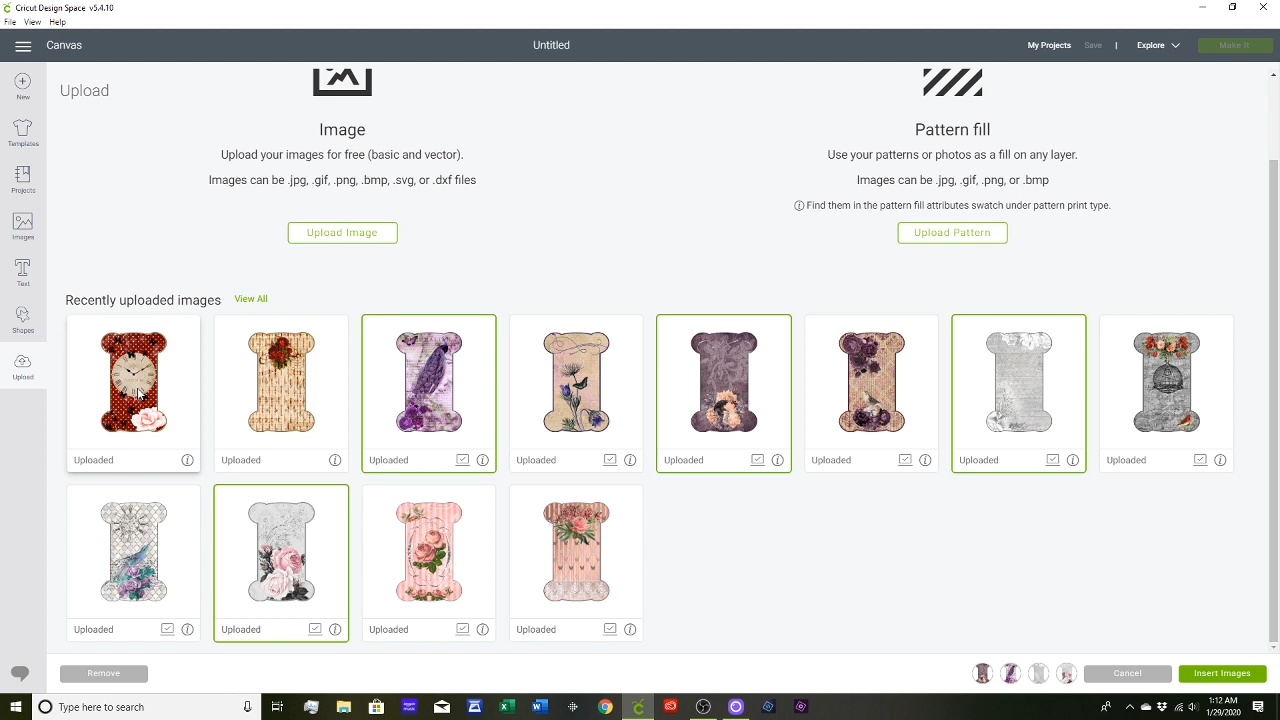 Cricut Design Space v5.4.10
File View Help
Canvas Untitled My Projects Save | Explore Make It
New
Templates
Projects
Images
Text
Shapes
Upload
Upload
Image
Upload your images for free (basic and vector).
Images can be .jpg, .gif, .png, .bmp, .svg, or .dxf files
Upload Image
Pattern fill
Use your patterns or photos as a fill on any layer.
Images can be .jpg, .gif, .png, or .bmp
Find them in the pattern fill attributes swatch under pattern print type.
Upload Pattern
Recently uploaded images View All
Uploaded Uploaded Uploaded Uploaded Uploaded Uploaded Uploaded Uploaded
Uploaded Uploaded Uploaded Uploaded
Remove Cancel Insert Images
Type here to search
1:12 AM
1/29/2020